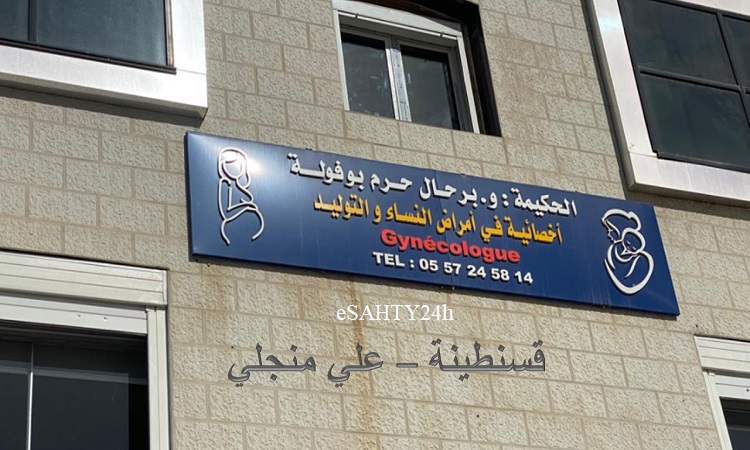 الحكيمة : و. برحال حرم بوفولة
أخصائية في أمراض النساء و التوليد
Gynécologue
TEL : 05 57 24 58 14
eSAHTY24h
قسنطينة – علي منجلي